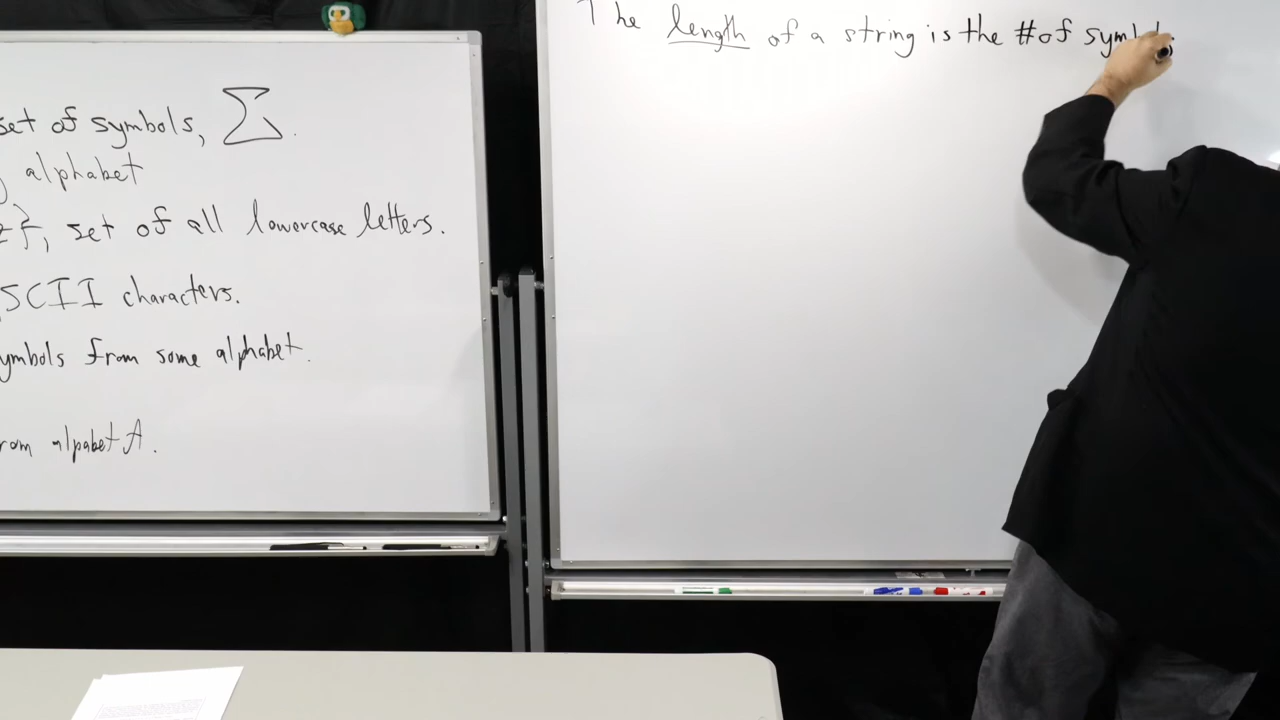 set of symbols, Σ.
alphabet
z}, set of all lowercase letters.
SCII characters.
ymbols from some alphabet.
rom alpabet A.
The length of a string is the # of symbols